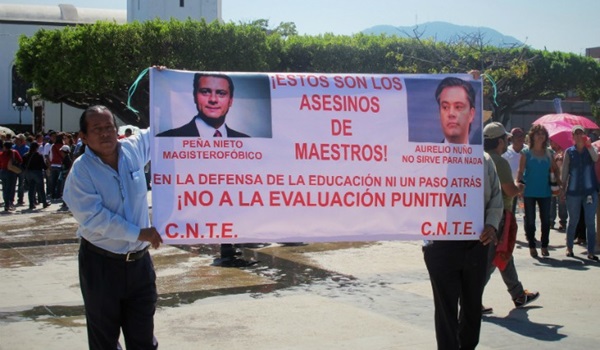 ¡ESTOS SON LOS
ASESINOS
DE
MAESTROS!
PEÑA NIETO
MAGISTEROFÓBICO
AURELIO NUÑO
NO SIRVE PARA NADA
EN LA DEFENSA DE LA EDUCACIÓN NI UN PASO ATRÁS
¡NO A LA EVALUACIÓN PUNITIVA!
C.N.T.E. C.N.T.E.